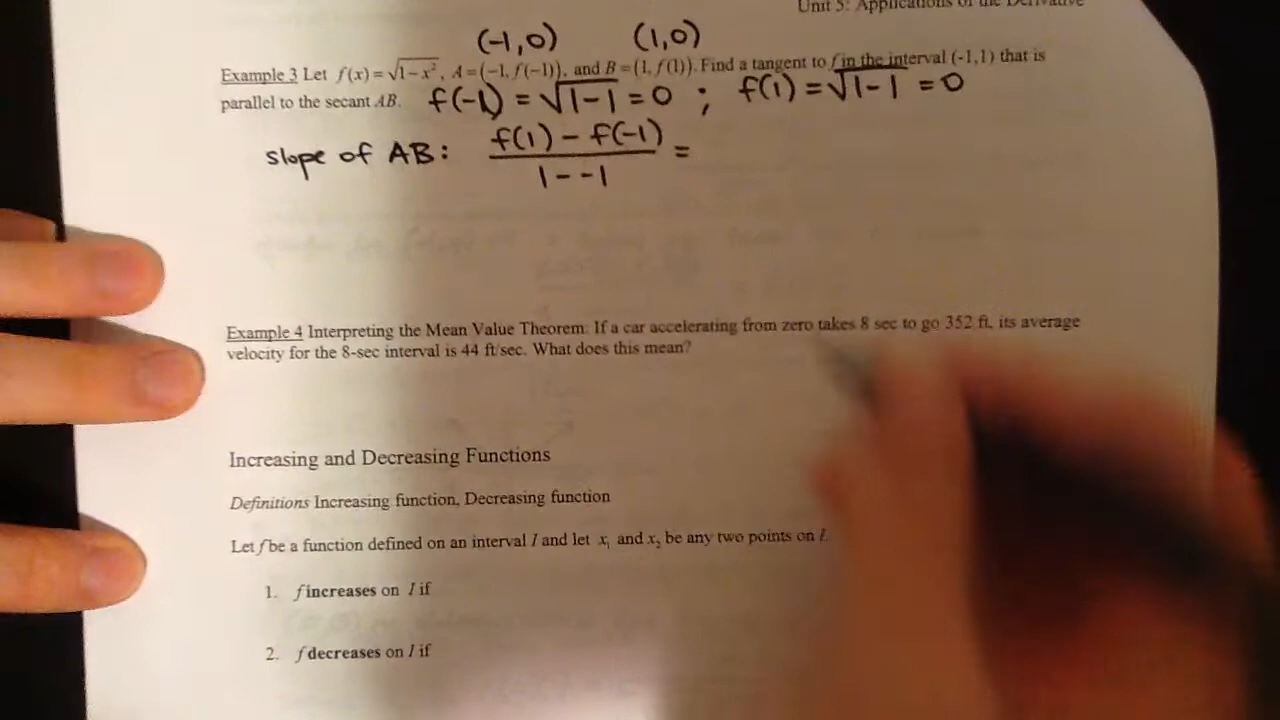 Unit 5: Applications of the Derivative
(-1,0) (1,0)
Example 3 Let f(x) = √1−x², A = (−1, f(−1)), and B = (1, f(1)). Find a tangent to f in the interval (-1,1) that is
parallel to the secant AB. f(-1) = √1-1 = 0 ; f(1) = √1-1 = 0
slope of AB: f(1) - f(-1) / 1 - -1 =
Example 4 Interpreting the Mean Value Theorem: If a car accelerating from zero takes 8 sec to go 352 ft, its average
velocity for the 8-sec interval is 44 ft/sec. What does this mean?
Increasing and Decreasing Functions
Definitions Increasing function, Decreasing function
Let f be a function defined on an interval I and let x₁ and x₂ be any two points on I.
1. f increases on I if
2. f decreases on I if